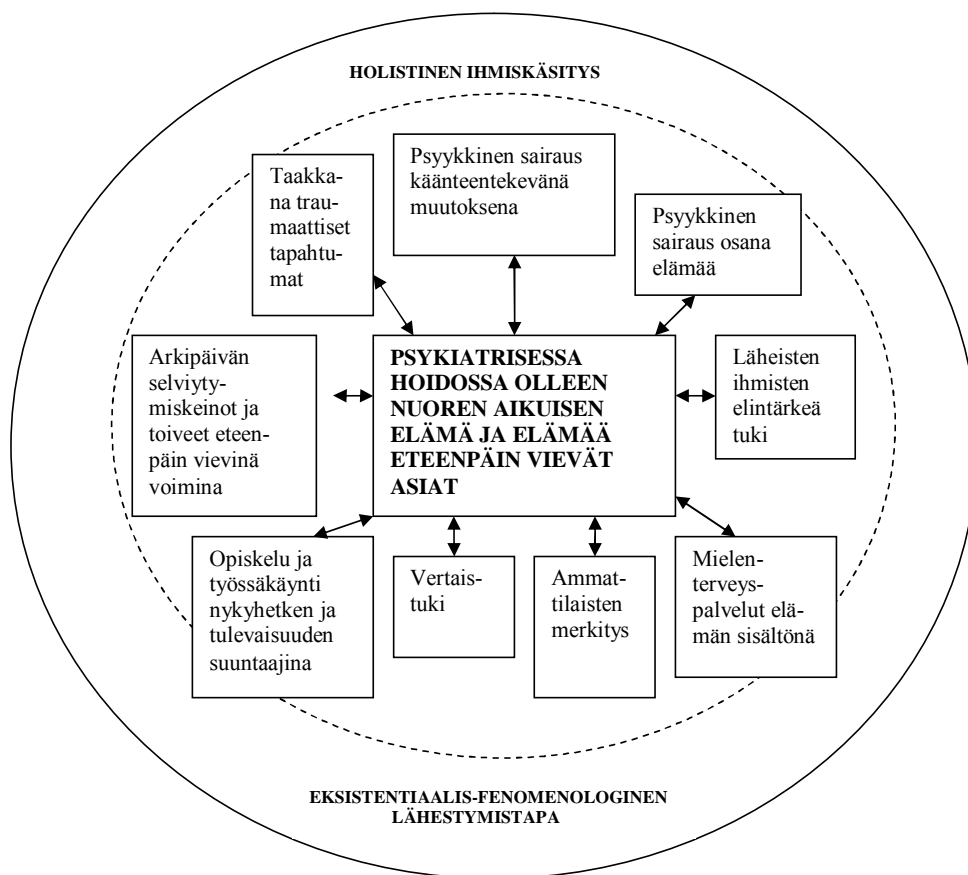 HOLISTINEN IHMISKÄSITYS
Taakka-
na trau-
maattiset
tapahtu-
mat
Psyykkinen sairaus
käänteentekevänä
muutoksena
Psyykkinen
sairaus osana
elämää
Arkipäivän
selviyty-
miskeinot ja
toiveet eteen-
päin vievinä
voimina
PSYKIATRISESSA
HOIDOSSA OLLEEN
NUOREN AIKUISEN
ELÄMÄ JA ELÄMÄÄ
ETEENPÄIN VIEVÄT
ASIAT
Läheisten
ihmisten
elintärkeä
tuki
Opiskelu ja
työssäkäynti
nykyhetken ja
tulevaisuuden
suuntaajina
Vertais-
tuki
Ammat-
tilaisten
merkitys
Mielen-
terveys-
palvelut elä-
män sisältönä
EKSISTENTIAALIS-FENOMENOLOGINEN
LÄHESTYMISTAPA